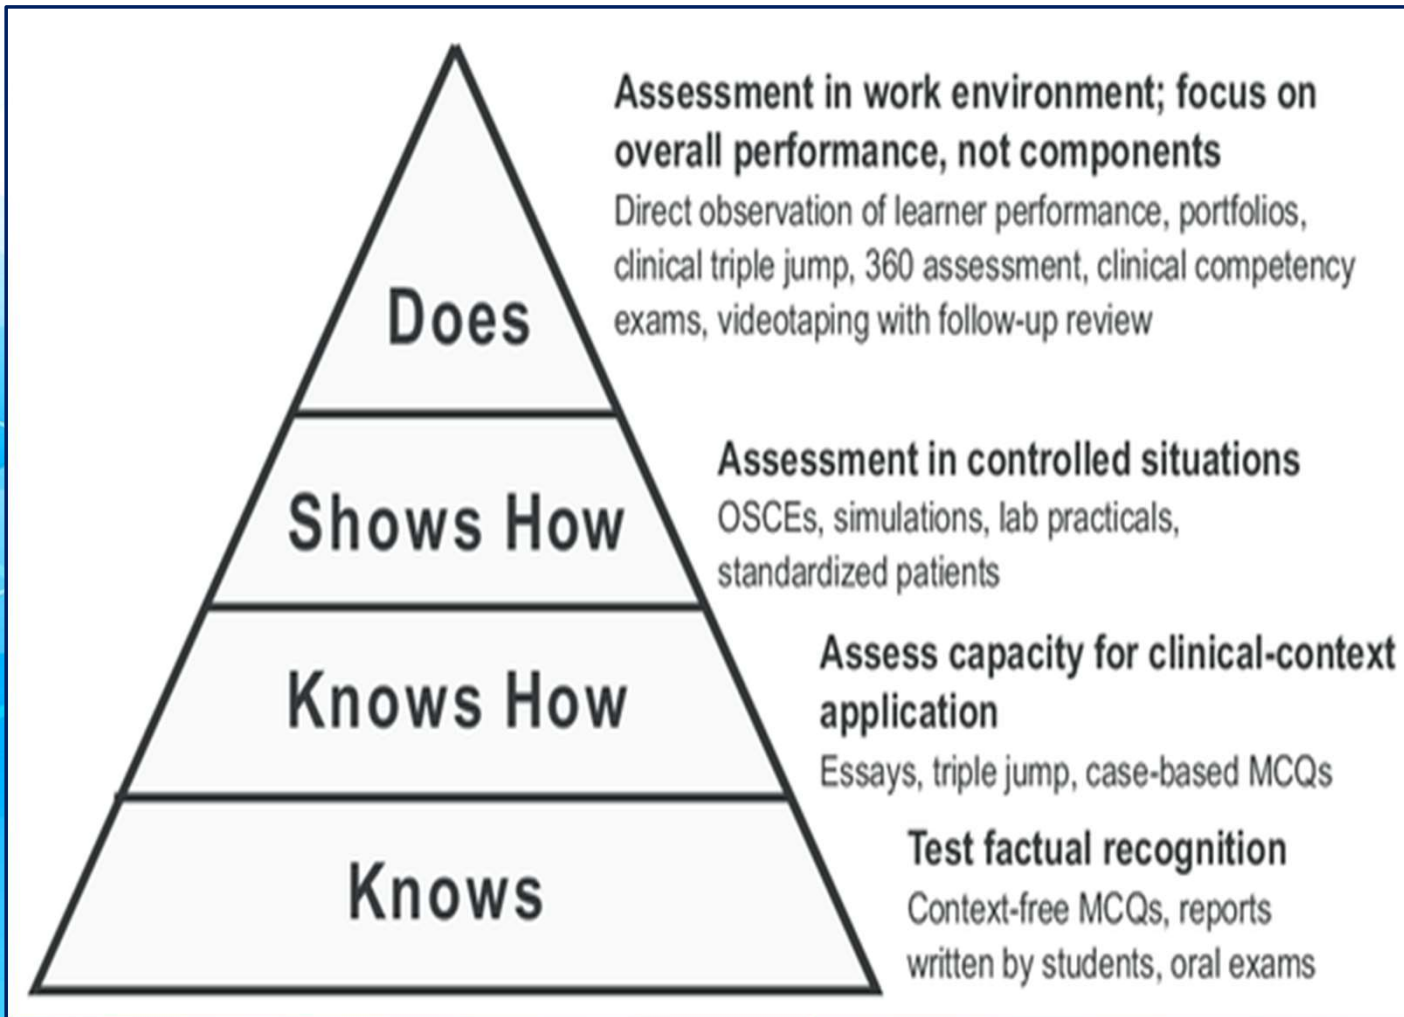 Assessment in work environment; focus on
overall performance, not components
Direct observation of learner performance, portfolios,
clinical triple jump, 360 assessment, clinical competency
exams, videotaping with follow-up review
Does
Assessment in controlled situations
OSCEs, simulations, lab practicals,
standardized patients
Shows How
Assess capacity for clinical-context
application
Essays, triple jump, case-based MCQs
Knows How
Test factual recognition
Context-free MCQs, reports
written by students, oral exams
Knows